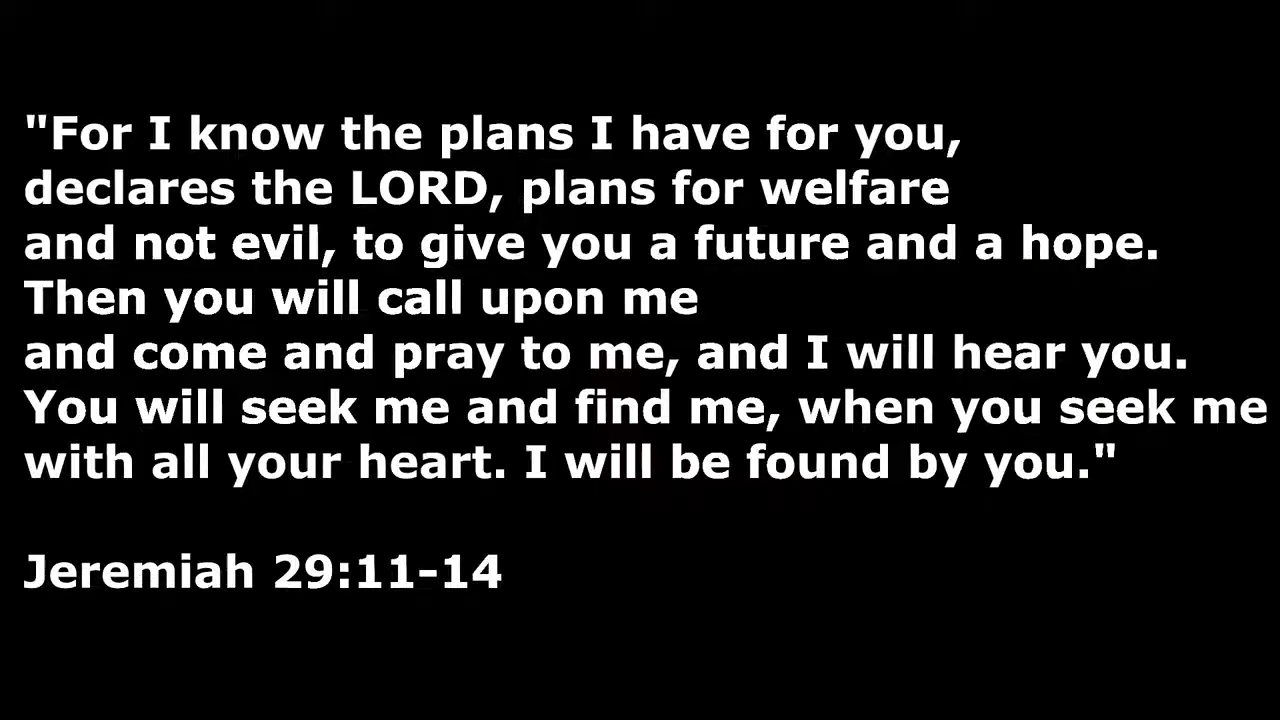 "For I know the plans I have for you,
declares the LORD, plans for welfare
and not evil, to give you a future and a hope.
Then you will call upon me
and come and pray to me, and I will hear you.
You will seek me and find me, when you seek me
with all your heart. I will be found by you."
Jeremiah 29:11-14